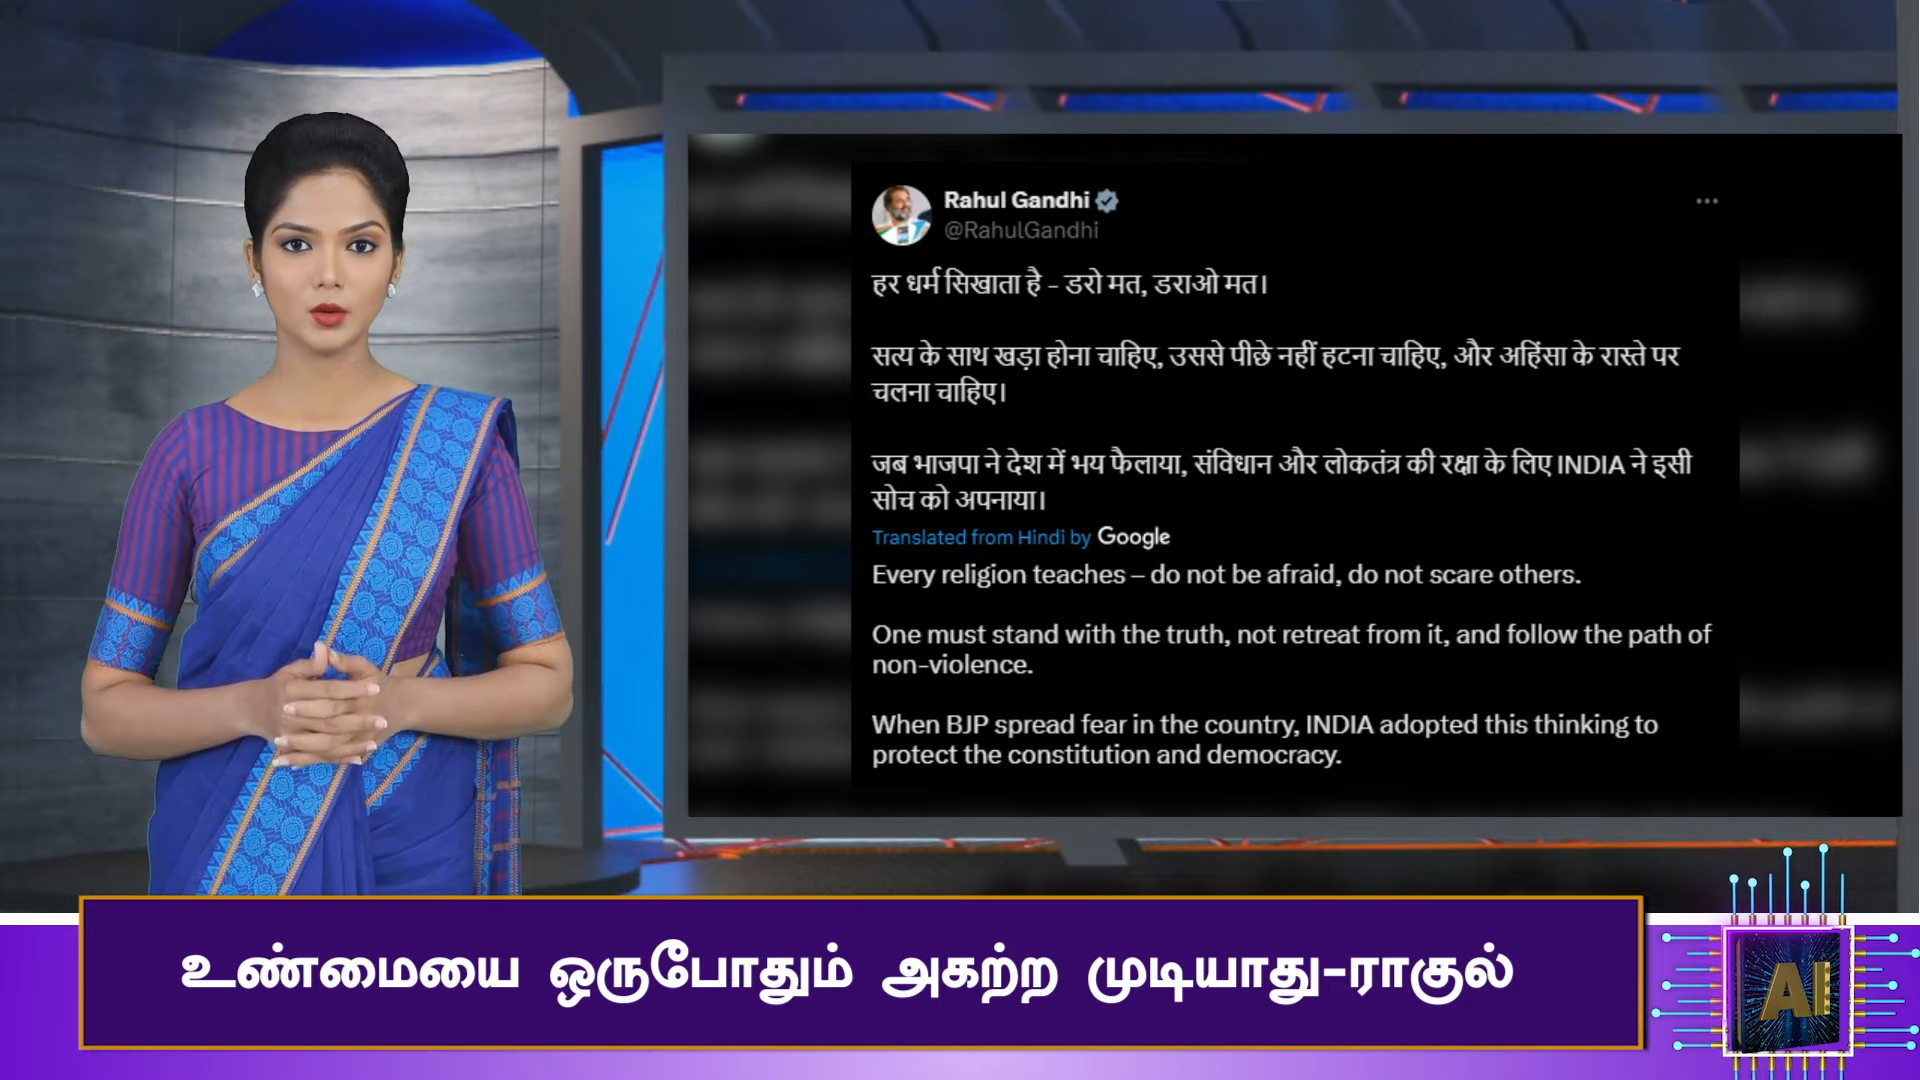 Rahul Gandhi
@RahulGandhi
हर धर्म सिखाता है - डरो मत, डराओ मत।
सत्य के साथ खड़ा होना चाहिए, उससे पीछे नहीं हटना चाहिए, और अहिंसा के रास्ते पर
चलना चाहिए।
जब भाजपा ने देश में भय फैलाया, संविधान और लोकतंत्र की रक्षा के लिए INDIA ने इसी
सोच को अपनाया।
Translated from Hindi by Google
Every religion teaches – do not be afraid, do not scare others.
One must stand with the truth, not retreat from it, and follow the path of
non-violence.
When BJP spread fear in the country, INDIA adopted this thinking to
protect the constitution and democracy.
உண்மையை ஒருபோதும் அகற்ற முடியாது-ராகுல்
AI